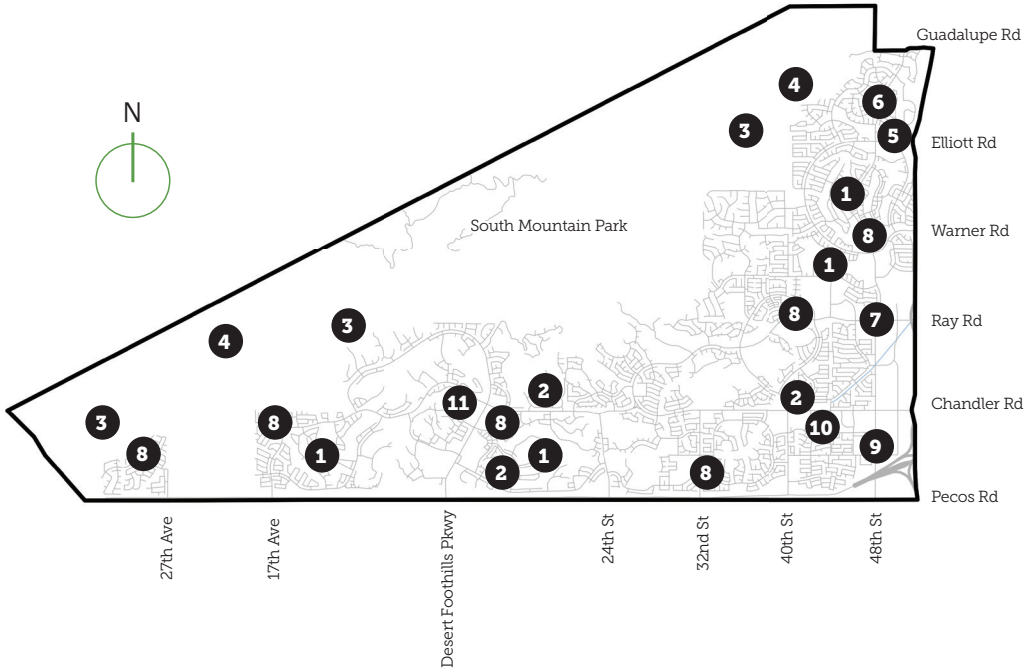 Guadalupe Rd
4
6
N
3
5
Elliott Rd
1
South Mountain Park
Warner Rd
8
1
8
7
Ray Rd
3
4
2
2
Chandler Rd
11
3
8
8
10
9
8
1
1
2
8
Pecos Rd
27th Ave
17th Ave
Desert Foothills Pkwy
24th St
32nd St
40th St
48th St